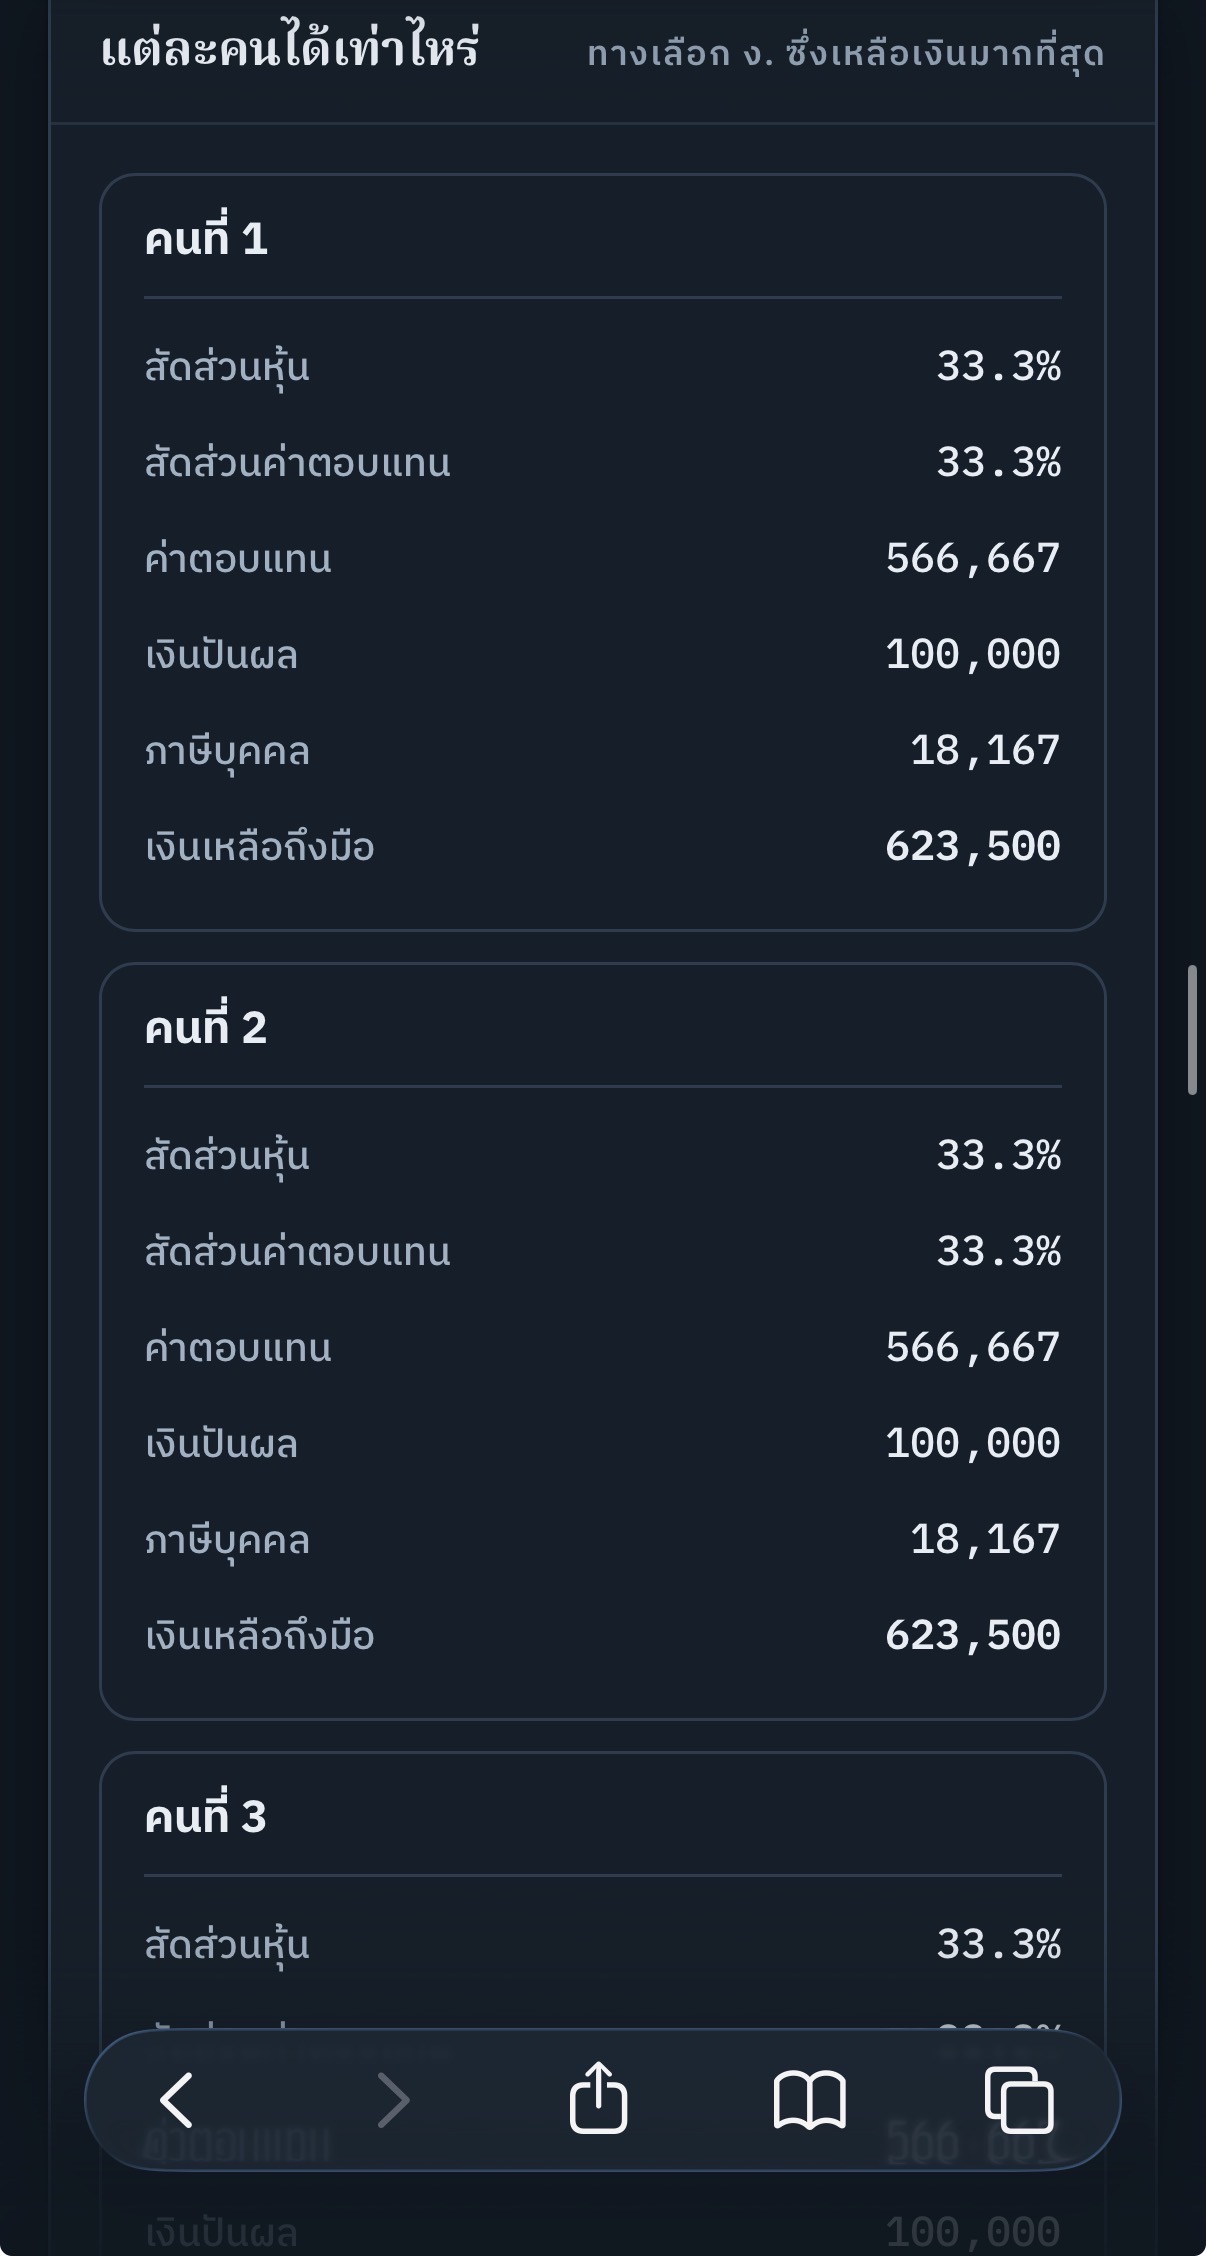 แต่ละคนได้เท่าไหร่ ทางเลือก ง. ซึ่งเหลือเงินมากที่สุด
คนที่ 1
สัดส่วนหุ้น 33.3%
สัดส่วนค่าตอบแทน 33.3%
ค่าตอบแทน 566,667
เงินปันผล 100,000
ภาษีบุคคล 18,167
เงินเหลือถึงมือ 623,500
คนที่ 2
สัดส่วนหุ้น 33.3%
สัดส่วนค่าตอบแทน 33.3%
ค่าตอบแทน 566,667
เงินปันผล 100,000
ภาษีบุคคล 18,167
เงินเหลือถึงมือ 623,500
คนที่ 3
สัดส่วนหุ้น 33.3%
เงินปันผล 100,000